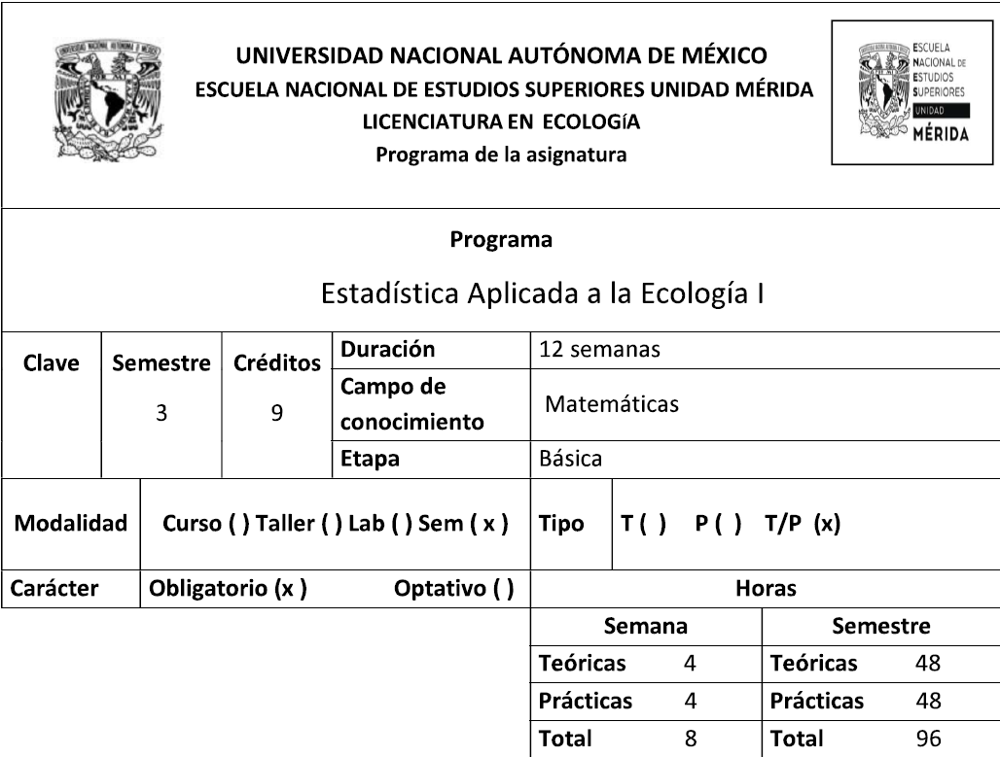 UNIVERSIDAD NACIONAL AUTÓNOMA DE MÉXICO
ESCUELA NACIONAL DE ESTUDIOS SUPERIORES UNIDAD MÉRIDA
LICENCIATURA EN ECOLOGÍA
Programa de la asignatura
ESCUELA
NACIONAL DE
ESTUDIOS
SUPERIORES
UNIDAD
MÉRIDA
Programa
Estadística Aplicada a la Ecología I
Clave
Semestre
3
Créditos
9
Duración
12 semanas
Campo de
conocimiento
Matemáticas
Etapa
Básica
Modalidad
Curso ( ) Taller ( ) Lab ( ) Sem ( x )
Tipo
T ( ) P ( ) T/P (x)
Carácter
Obligatorio (x ) Optativo ( )
Horas
Semana
Semestre
Teóricas 4
Teóricas 48
Prácticas 4
Prácticas 48
Total 8
Total 96